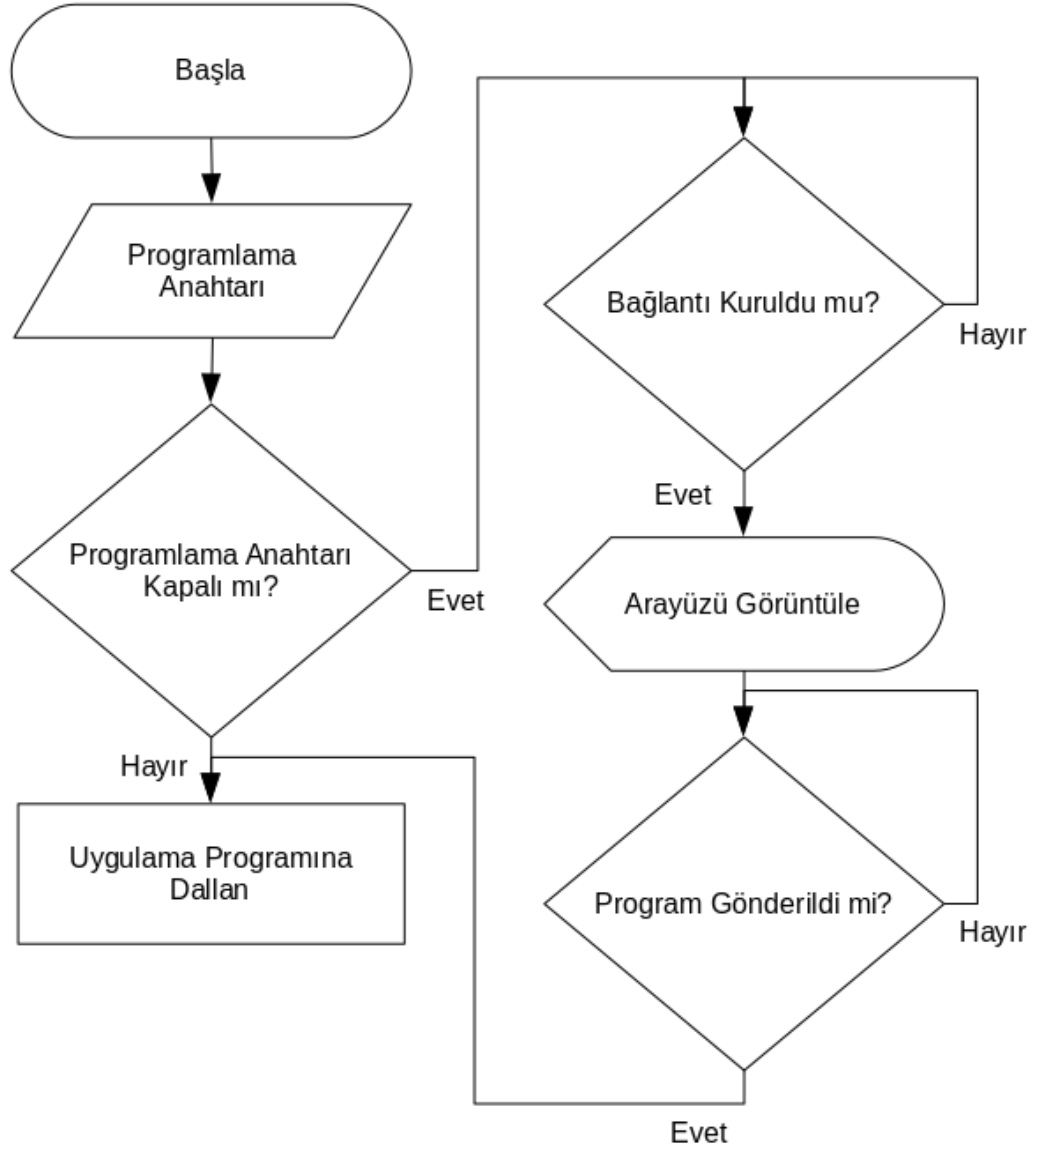 Başla
Programlama
Anahtarı
Programlama Anahtarı
Kapalı mı?
Evet
Hayır
Uygulama Programına
Dallan
Bağlantı Kuruldu mu?
Hayır
Evet
Arayüzü Görüntüle
Program Gönderildi mi?
Hayır
Evet